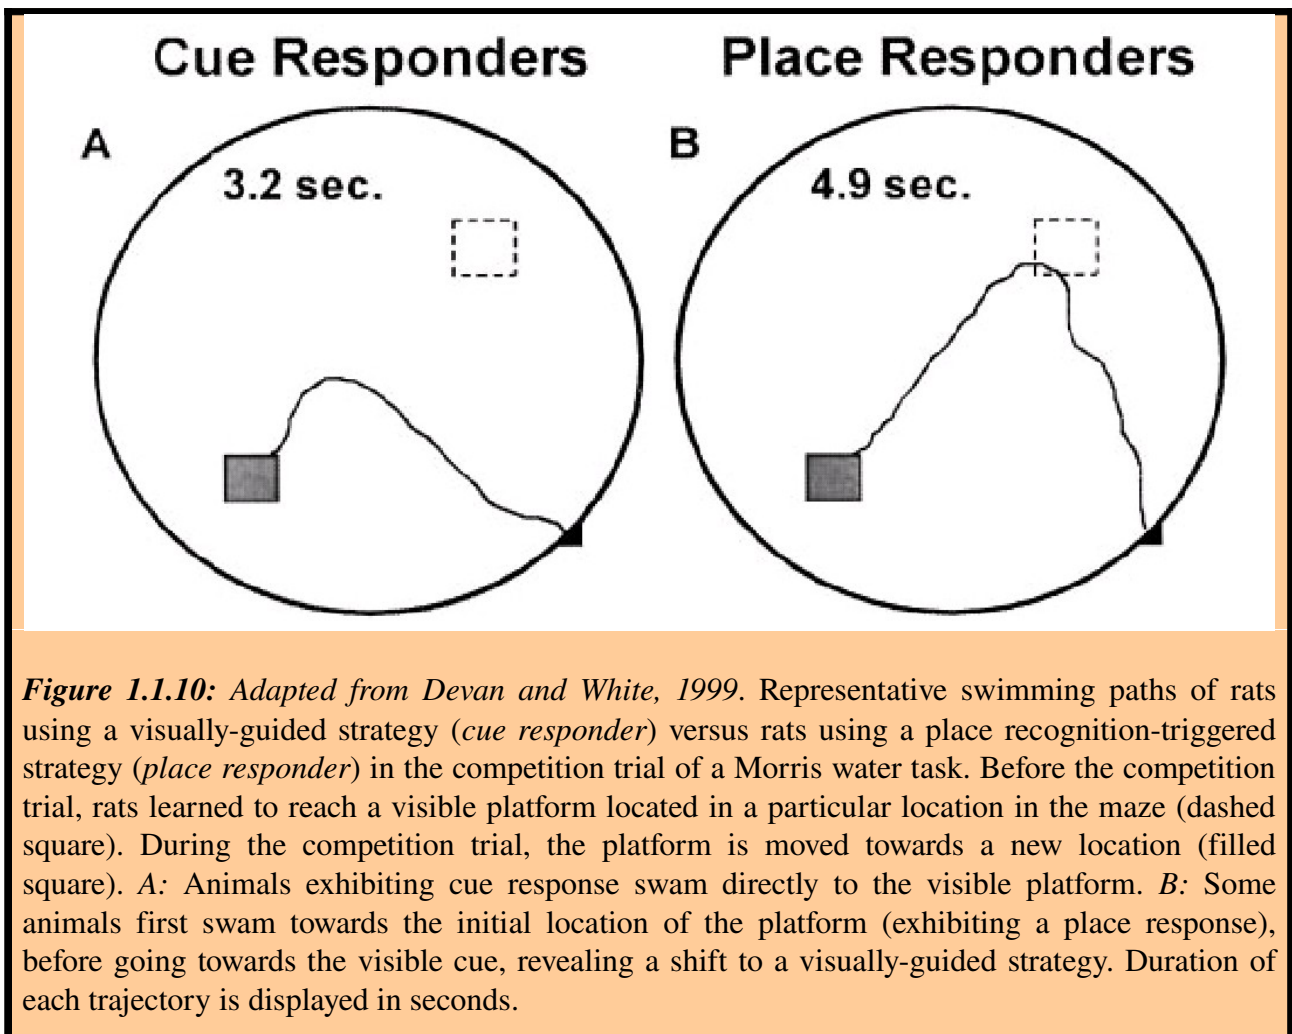 Cue Responders
Place Responders
A
3.2 sec.
B
4.9 sec.
Figure 1.1.10: Adapted from Devan and White, 1999. Representative swimming paths of rats
using a visually-guided strategy (cue responder) versus rats using a place recognition-triggered
strategy (place responder) in the competition trial of a Morris water task. Before the competition
trial, rats learned to reach a visible platform located in a particular location in the maze (dashed
square). During the competition trial, the platform is moved towards a new location (filled
square). A: Animals exhibiting cue response swam directly to the visible platform. B: Some
animals first swam towards the initial location of the platform (exhibiting a place response),
before going towards the visible cue, revealing a shift to a visually-guided strategy. Duration of
each trajectory is displayed in seconds.